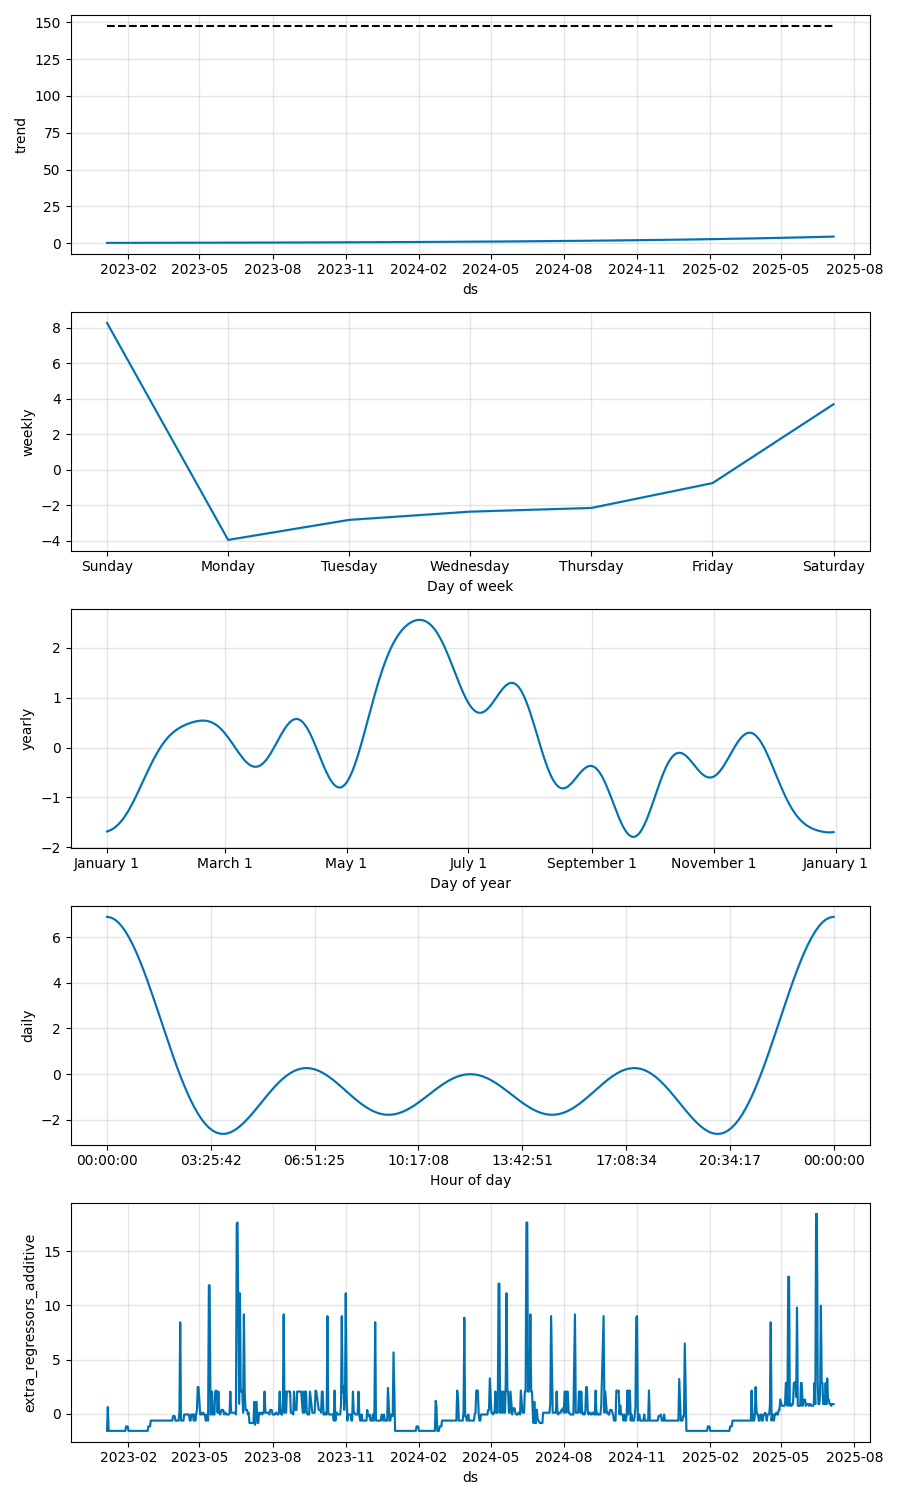 150
125
100
75
50
25
0
trend
2023-02 2023-05 2023-08 2023-11 2024-02 2024-05 2024-08 2024-11 2025-02 2025-05 2025-08
ds
8
6
4
2
0
−2
−4
weekly
Sunday Monday Tuesday Wednesday Thursday Friday Saturday
Day of week
2
1
0
−1
−2
yearly
January 1 March 1 May 1 July 1 September 1 November 1 January 1
Day of year
6
4
2
0
−2
daily
00:00:00 03:25:42 06:51:25 10:17:08 13:42:51 17:08:34 20:34:17 00:00:00
Hour of day
15
10
5
0
extra_regressors_additive
2023-02 2023-05 2023-08 2023-11 2024-02 2024-05 2024-08 2024-11 2025-02 2025-05 2025-08
ds